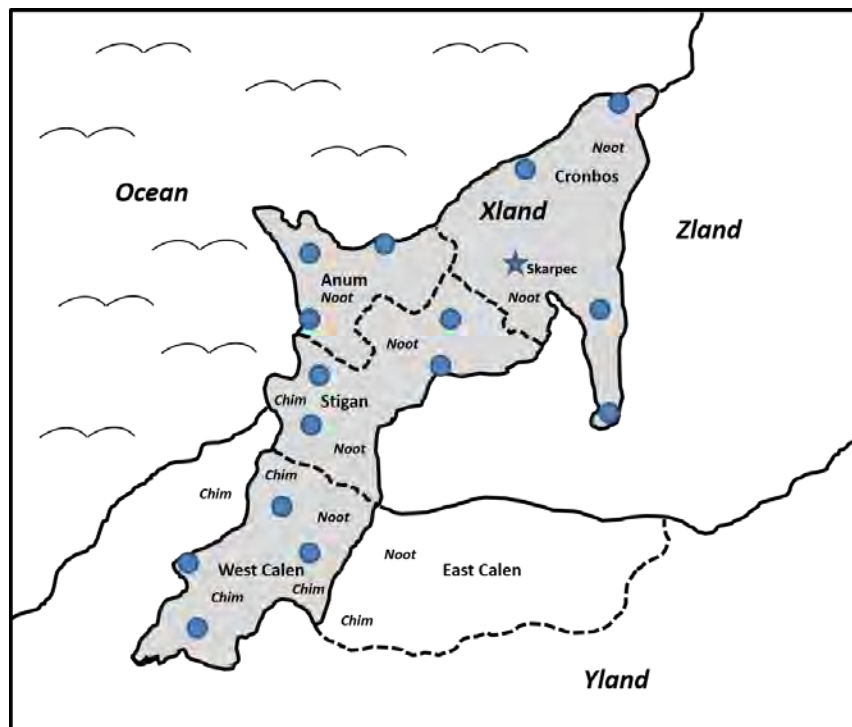 Noot
Cronbos
Ocean
Xland
Zland
Skarpec
Anum
Noot
Noot
Noot
Chim
Stigan
Noot
Chim
Chim
Noot
Noot
West Calen
East Calen
Chim
Chim
Chim
Yland